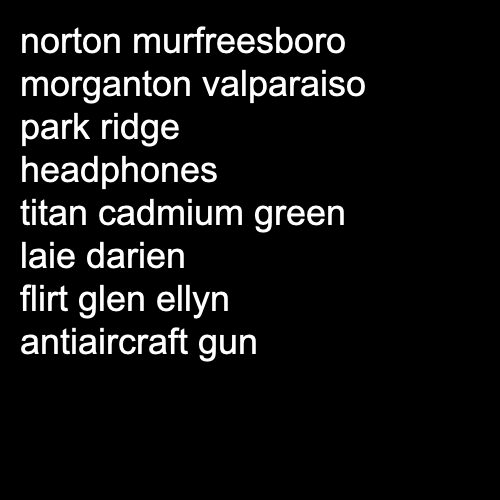 norton murfreesboro
morganton valparaiso
park ridge
headphones
titan cadmium green
laie darien
flirt glen ellyn
antiaircraft gun